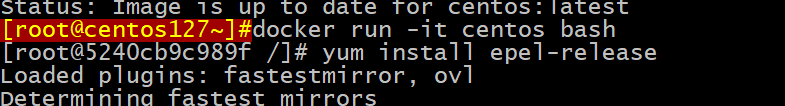 Status: Image is up to date for centos:latest
[root@centos127~]#docker run -it centos bash
[root@5240cb9c989f /]# yum install epel-release
Loaded plugins: fastestmirror, ovl
Determining fastest mirrors